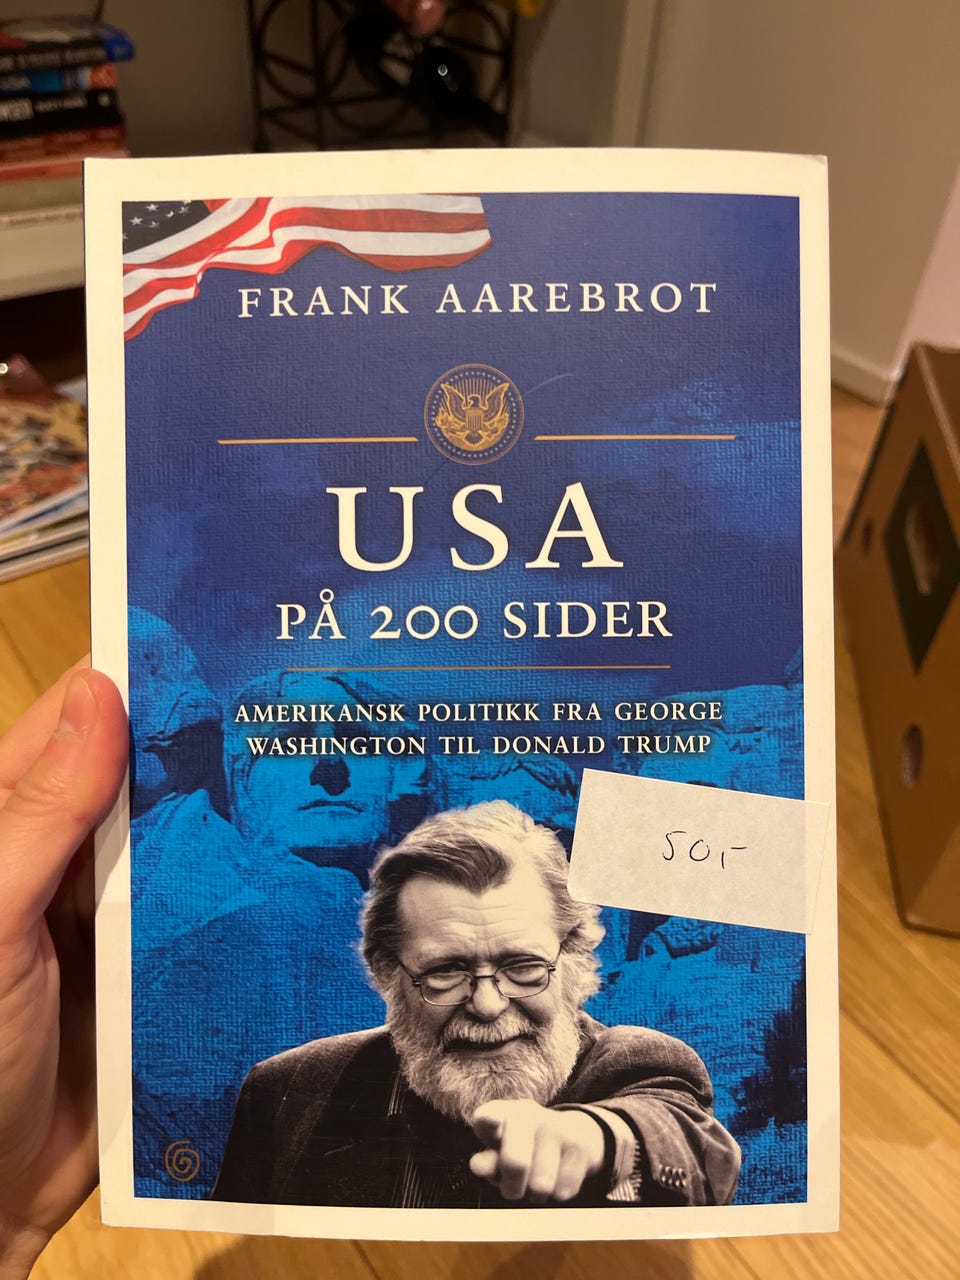 FRANK AAREBROT
USA
PÅ 200 SIDER
AMERIKANSK POLITIKK FRA GEORGE
WASHINGTON TIL DONALD TRUMP
50,-